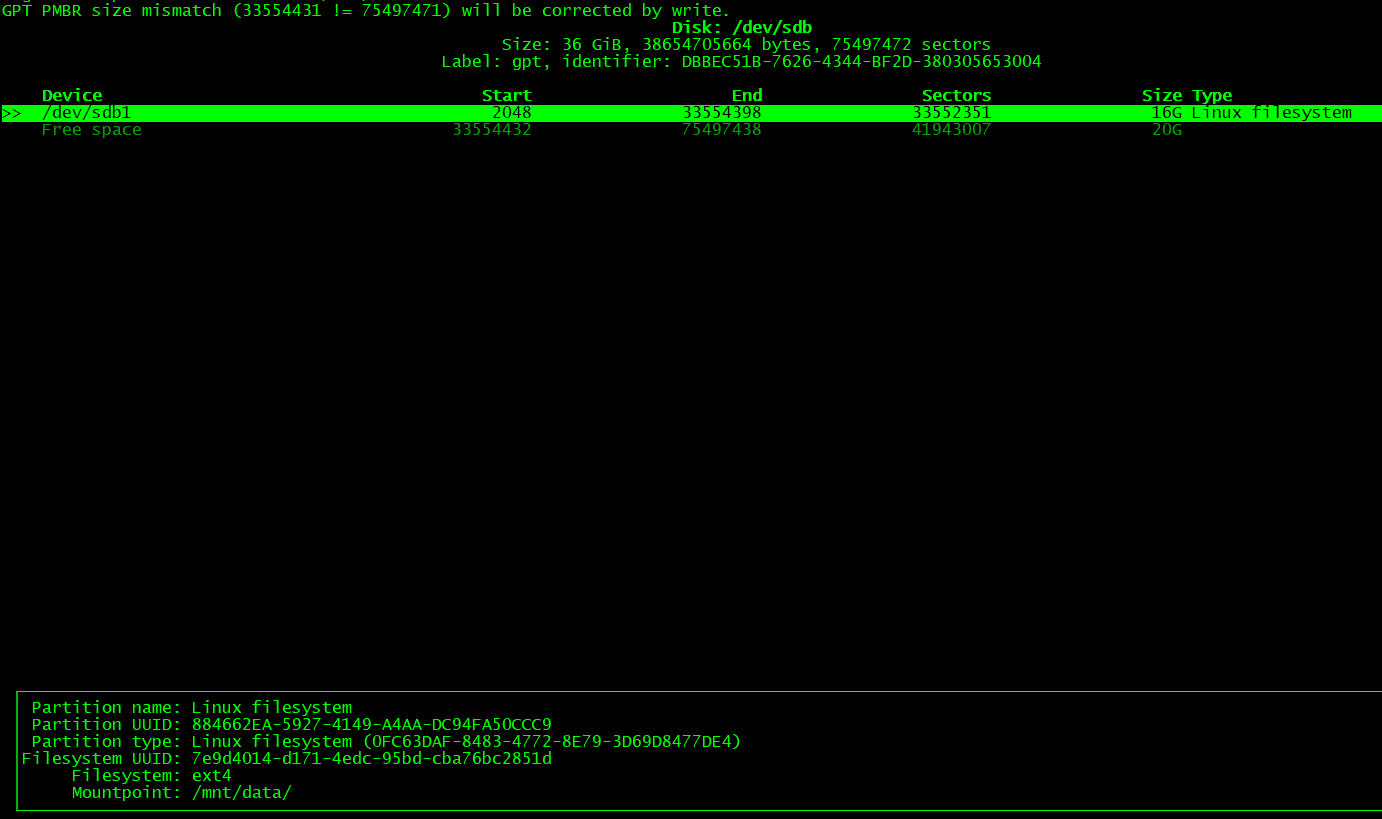 GPT PMBR size mismatch (33554431 != 75497471) will be corrected by write.
Disk: /dev/sdb
Size: 36 GiB, 38654705664 bytes, 75497472 sectors
Label: gpt, identifier: DBBEC51B-7626-4344-BF2D-380305653004
Device Start End Sectors Size Type
>> /dev/sdb1 2048 33554398 33552351 16G Linux filesystem
Free space 33554432 75497438 41943007 20G
Partition name: Linux filesystem
Partition UUID: 884662EA-5927-4149-A4AA-DC94FA50CCC9
Partition type: Linux filesystem (0FC63DAF-8483-4772-8E79-3D69D8477DE4)
Filesystem UUID: 7e9d4014-d171-4edc-95bd-cba76bc2851d
Filesystem: ext4
Mountpoint: /mnt/data/